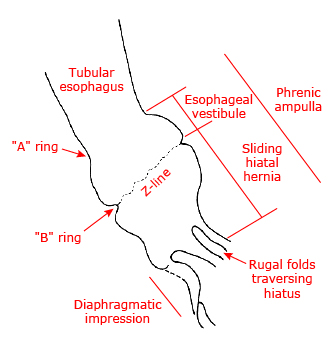 Tubular
esophagus
Phrenic
ampulla
Esophageal
vestibule
"A" ring
Sliding
hiatal
hernia
Z-line
"B" ring
Rugal folds
traversing
hiatus
Diaphragmatic
impression